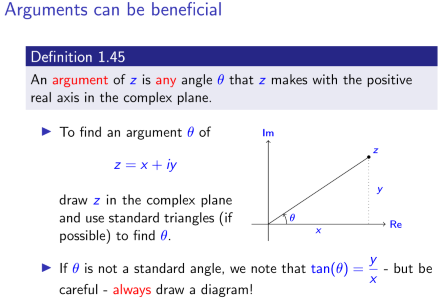 Arguments can be beneficial
Definition 1.45
An argument of z is any angle θ that z makes with the positive
real axis in the complex plane.
▶ To find an argument θ of
z = x + iy
draw z in the complex plane
and use standard triangles (if
possible) to find θ.
Im
z
y
θ
x
Re
▶ If θ is not a standard angle, we note that tan(θ) = y/x - but be
careful - always draw a diagram!